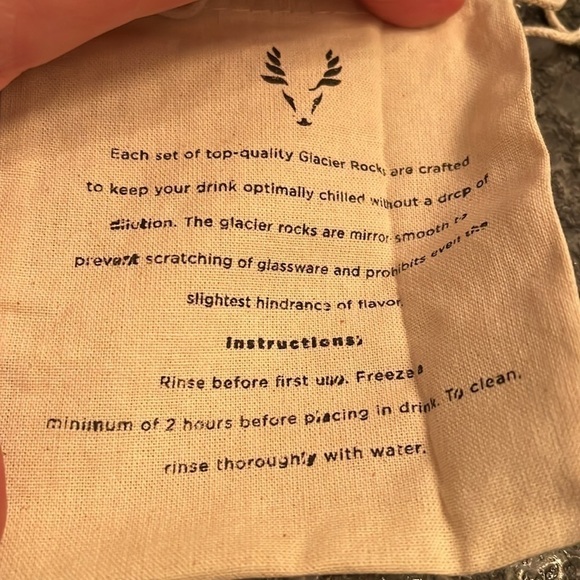 Each set of top-quality Glacier Rocks are crafted
to keep your drink optimally chilled without a drop of
dilution. The glacier rocks are mirror-smooth to
prevent scratching of glassware and prohibits even the
slightest hindrance of flavor.
Instructions:
Rinse before first use. Freeze a
minimum of 2 hours before placing in drink. To clean,
rinse thoroughly with water.